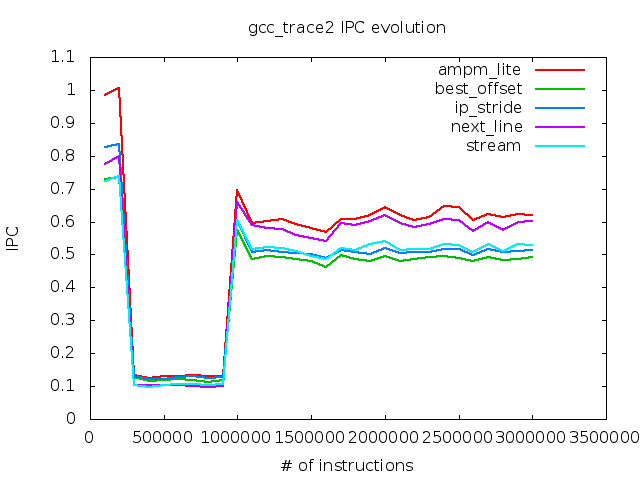 gcc_trace2 IPC evolution
1.1
1
0.9
0.8
0.7
0.6
0.5
0.4
0.3
0.2
0.1
0
IPC
ampm_lite
best_offset
ip_stride
next_line
stream
0 500000 1000000 1500000 2000000 2500000 3000000 3500000
# of instructions